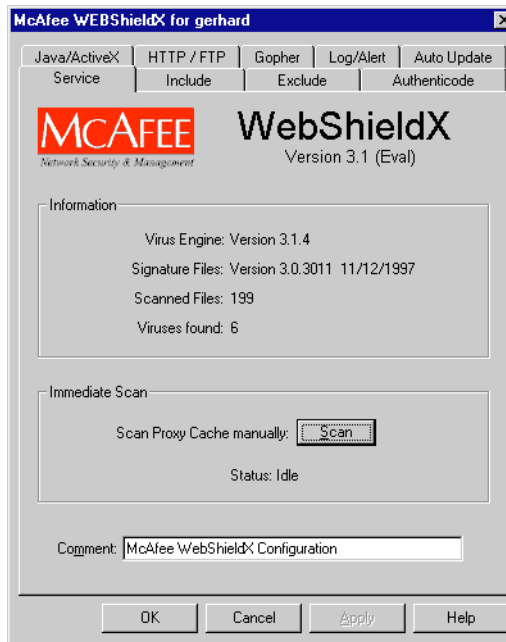 McAfee WEBShieldX for gerhard
Java/ActiveX HTTP / FTP Gopher Log/Alert Auto Update
Service Include Exclude Authenticode
McAFEE
Network Security & Management
WebShieldX
Version 3.1 (Eval)
Information
Virus Engine: Version 3.1.4
Signature Files: Version 3.0.3011 11/12/1997
Scanned Files: 199
Viruses found: 6
Immediate Scan
Scan Proxy Cache manually: Scan
Status: Idle
Comment: McAfee WebShieldX Configuration
OK Cancel Apply Help